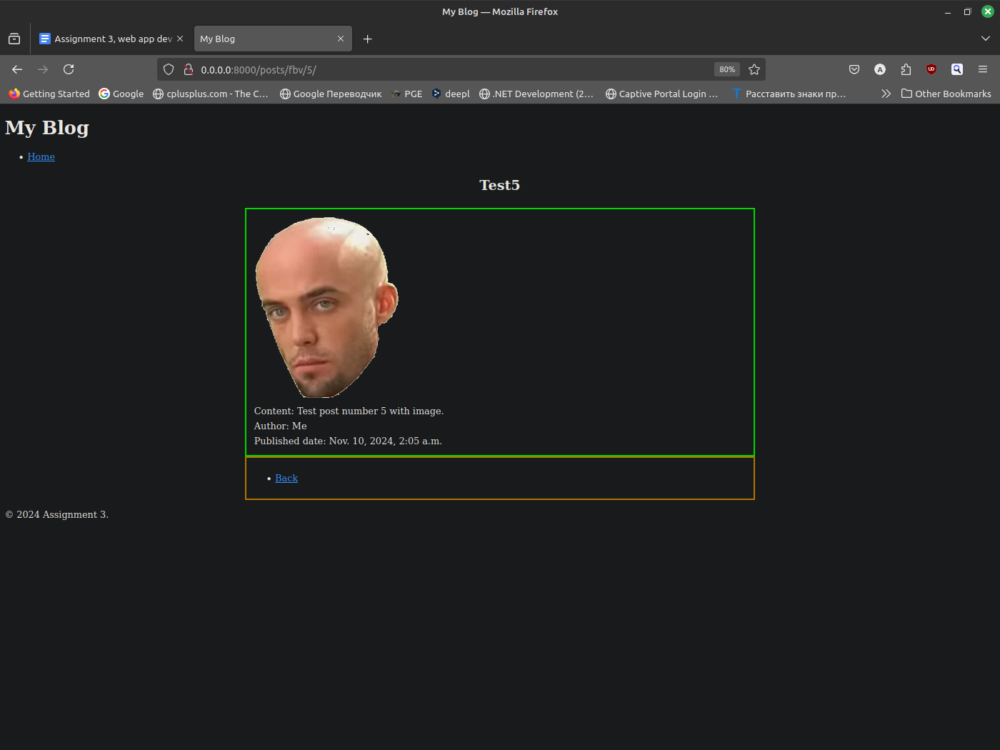 My Blog — Mozilla Firefox
Assignment 3, web app dev
My Blog
0.0.0.0:8000/posts/fbv/5/
80%
Getting Started
Google
cplusplus.com - The C...
Google Переводчик
PGE
deepl
.NET Development (2...
Captive Portal Login ...
Расставить знаки пр...
Other Bookmarks
My Blog
Home
Test5
Content: Test post number 5 with image.
Author: Me
Published date: Nov. 10, 2024, 2:05 a.m.
Back
© 2024 Assignment 3.